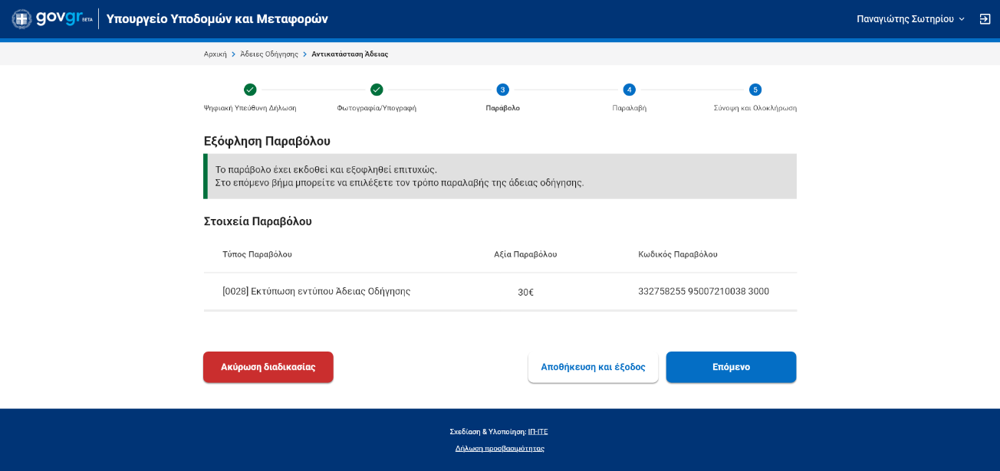 govgr BETA Υπουργείο Υποδομών και Μεταφορών
Παναγιώτης Σωτηρίου
Αρχική > Άδειες Οδήγησης > Αντικατάσταση Άδειας
3 4 5
Ψηφιακή Υπεύθυνη Δήλωση Φωτογραφία/Υπογραφή Παράβολο Παραλαβή Σύνοψη και Ολοκλήρωση
Εξόφληση Παραβόλου
Το παράβολο έχει εκδοθεί και εξοφληθεί επιτυχώς.
Στο επόμενο βήμα μπορείτε να επιλέξετε τον τρόπο παραλαβής της άδειας οδήγησης.
Στοιχεία Παραβόλου
Τύπος Παραβόλου Αξία Παραβόλου Κωδικός Παραβόλου
[0028] Εκτύπωση εντύπου Άδειας Οδήγησης 30€ 332758255 95007210038 3000
Ακύρωση διαδικασίας Αποθήκευση και έξοδος Επόμενο
Σχεδίαση & Υλοποίηση: ΙΠ-ΙΤΕ
Δήλωση προσβασιμότητας